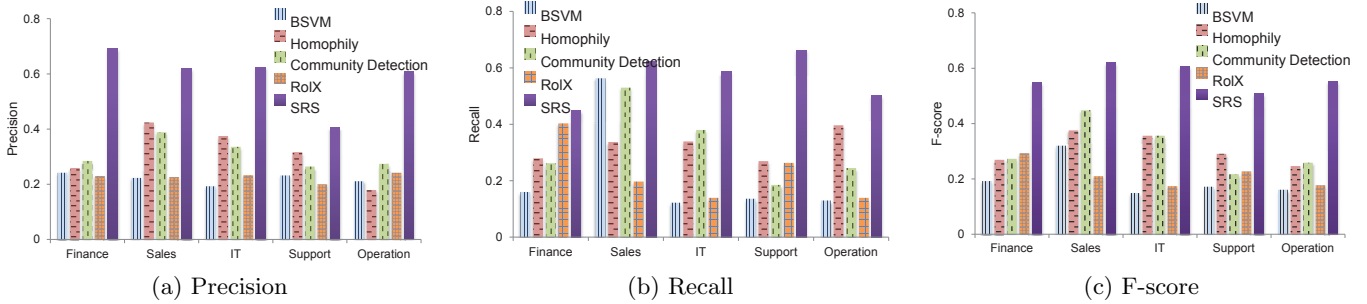 0.8
0.6
0.4
0.2
0
Precision
BSVM
Homophily
Community Detection
RolX
SRS
Finance Sales IT Support Operation
(a) Precision
0.8
0.6
0.4
0.2
0
Recall
BSVM
Homophily
Community Detection
RolX
SRS
Finance Sales IT Support Operation
(b) Recall
0.8
0.6
0.4
0.2
0
F-score
BSVM
Homophily
Community Detection
RolX
SRS
Finance Sales IT Support Operation
(c) F-score